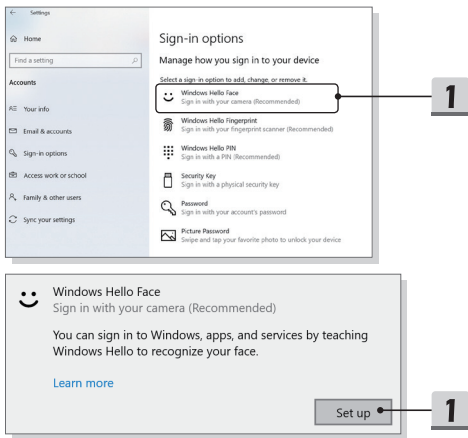 Settings
Home
Find a setting
Accounts
Your info
Email & accounts
Sign-in options
Access work or school
Family & other users
Sync your settings
Sign-in options
Manage how you sign in to your device
Select a sign-in option to add, change, or remove it.
Windows Hello Face
Sign in with your camera (Recommended)
Windows Hello Fingerprint
Sign in with your fingerprint scanner (Recommended)
Windows Hello PIN
Sign in with a PIN (Recommended)
Security Key
Sign in with a physical security key
Password
Sign in with your account's password
Picture Password
Swipe and tap your favorite photo to unlock your device
1
Windows Hello Face
Sign in with your camera (Recommended)
You can sign in to Windows, apps, and services by teaching
Windows Hello to recognize your face.
Learn more
Set up
1